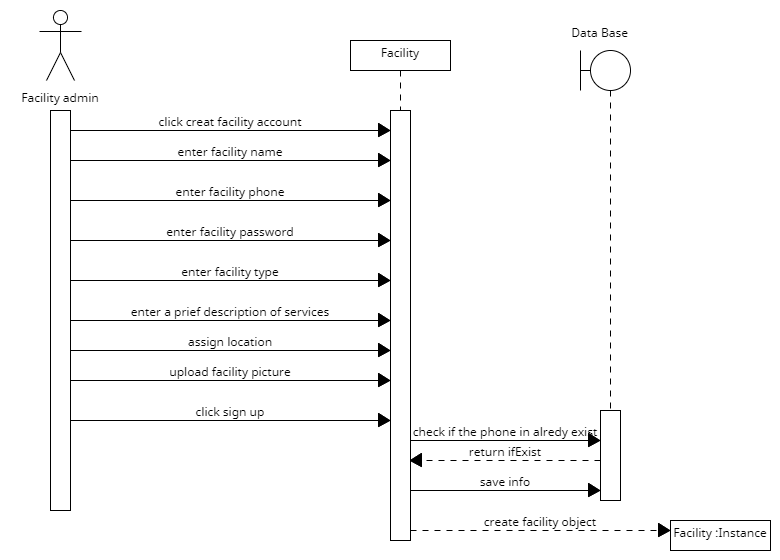 Data Base
Facility
Facility admin
click creat facility account
enter facility name
enter facility phone
enter facility password
enter facility type
enter a prief description of services
assign location
upload facility picture
click sign up
check if the phone in alredy exist
return ifExist
save info
create facility object
Facility :Instance